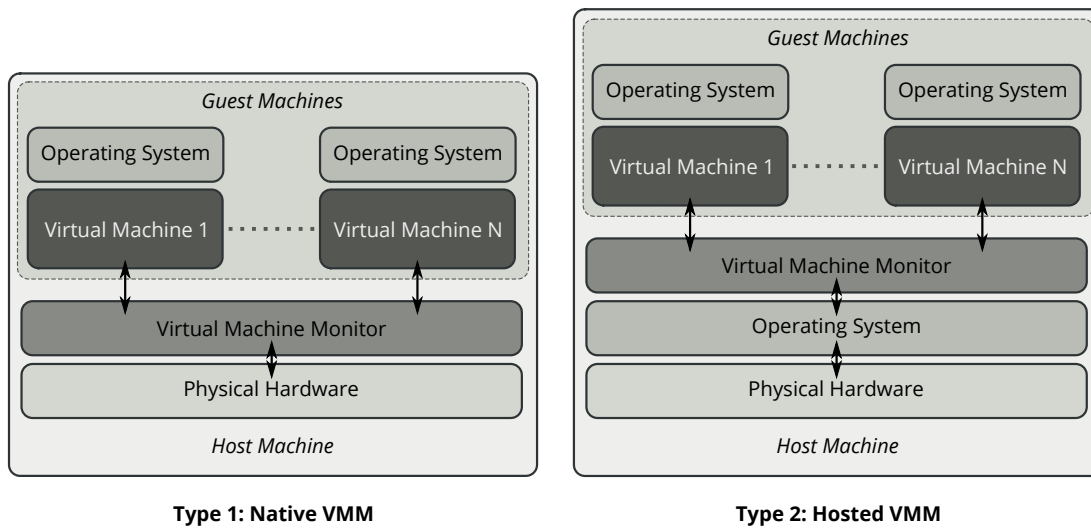 Guest Machines
Operating System
Operating System
Virtual Machine 1
Virtual Machine N
Virtual Machine Monitor
Physical Hardware
Host Machine
Type 1: Native VMM
Guest Machines
Operating System
Operating System
Virtual Machine 1
Virtual Machine N
Virtual Machine Monitor
Operating System
Physical Hardware
Host Machine
Type 2: Hosted VMM